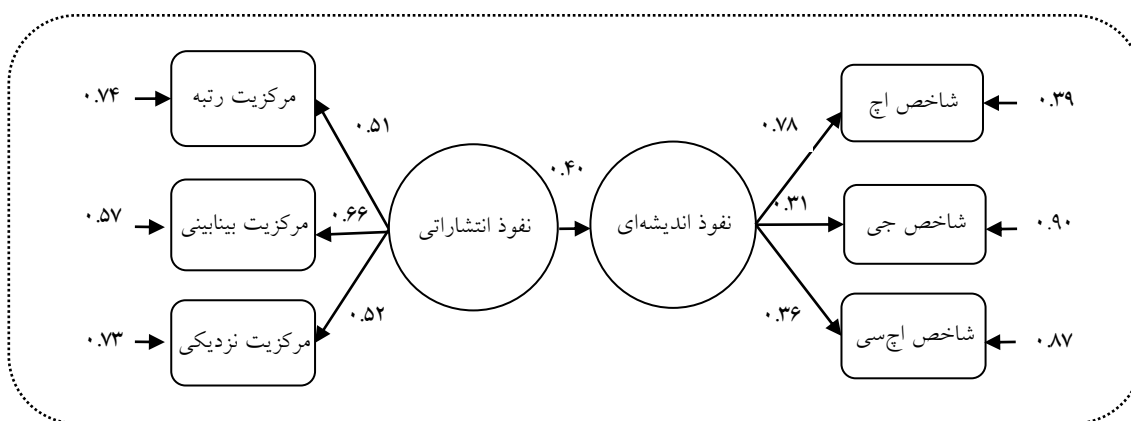 مرکزیت رتبه
۰.۷۴
۰.۵۱
مرکزیت بینابینی
۰.۵۷
۰.۶۶
مرکزیت نزدیکی
۰.۷۳
۰.۵۲
نفوذ انتشاراتی
۰.۴۰
نفوذ اندیشه‌ای
۰.۷۸
شاخص اچ
۰.۳۹
۰.۳۱
شاخص جی
۰.۹۰
۰.۳۶
شاخص اچ‌سی
۰.۸۷